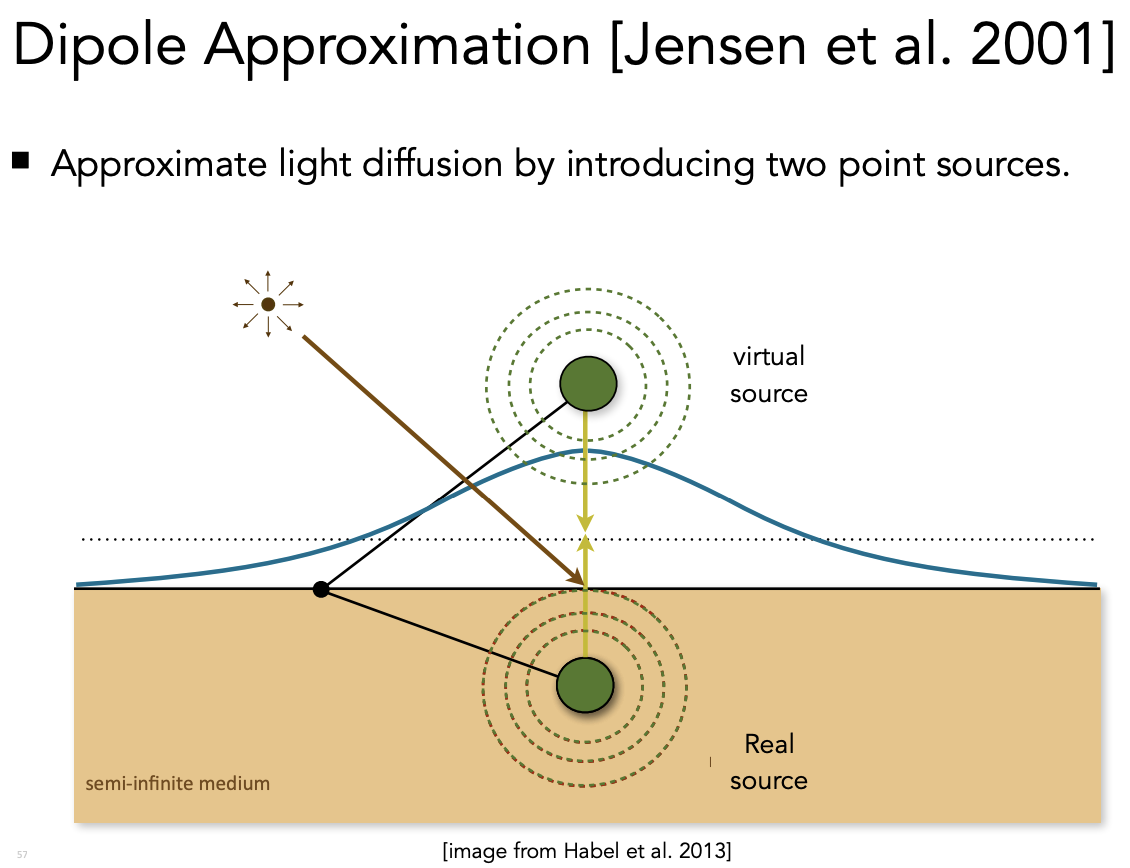 Dipole Approximation [Jensen et al. 2001]
■ Approximate light diffusion by introducing two point sources.
virtual
source
Real
source
semi-infinite medium
57
[image from Habel et al. 2013]